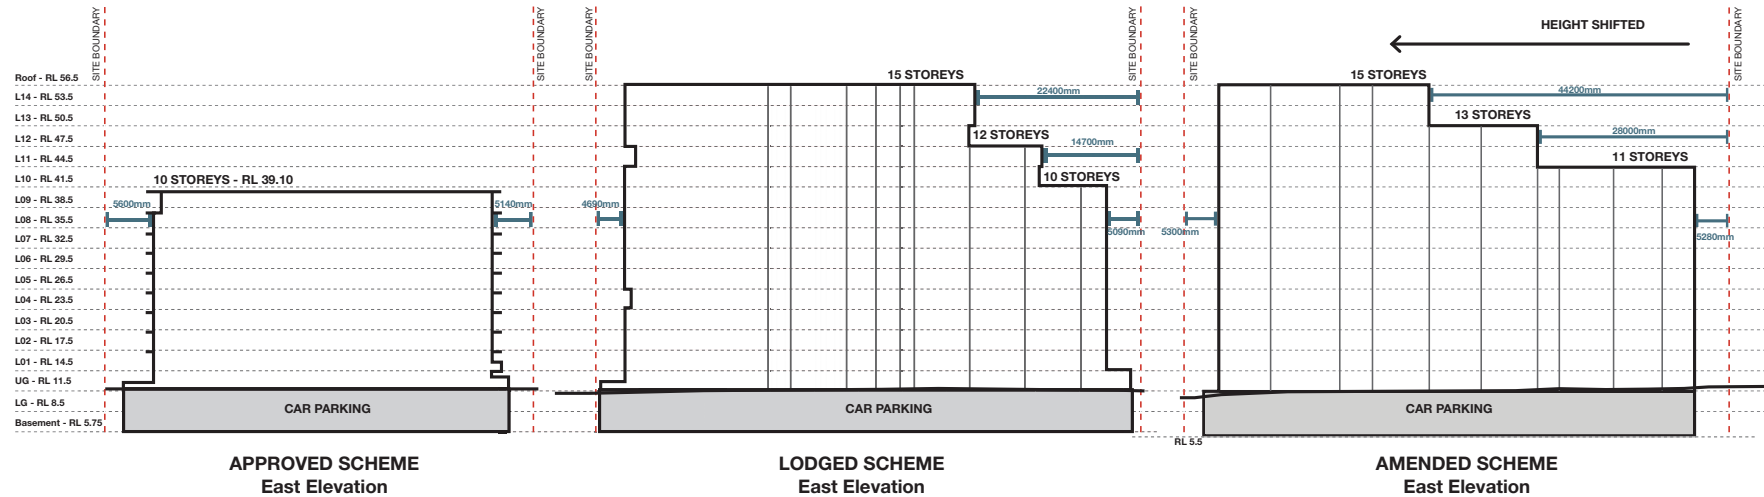 SITE BOUNDARY
SITE BOUNDARY
SITE BOUNDARY
SITE BOUNDARY
SITE BOUNDARY
SITE BOUNDARY
HEIGHT SHIFTED
Roof - RL 56.5
L14 - RL 53.5
L13 - RL 50.5
L12 - RL 47.5
L11 - RL 44.5
L10 - RL 41.5
L09 - RL 38.5
L08 - RL 35.5
L07 - RL 32.5
L06 - RL 29.5
L05 - RL 26.5
L04 - RL 23.5
L03 - RL 20.5
L02 - RL 17.5
L01 - RL 14.5
UG - RL 11.5
LG - RL 8.5
Basement - RL 5.75
10 STOREYS - RL 39.10
5600mm
5140mm
CAR PARKING
APPROVED SCHEME
East Elevation
15 STOREYS
22400mm
12 STOREYS
14700mm
10 STOREYS
4690mm
5090mm
CAR PARKING
LODGED SCHEME
East Elevation
15 STOREYS
44200mm
13 STOREYS
28000mm
11 STOREYS
5300mm
5280mm
CAR PARKING
RL 5.5
AMENDED SCHEME
East Elevation